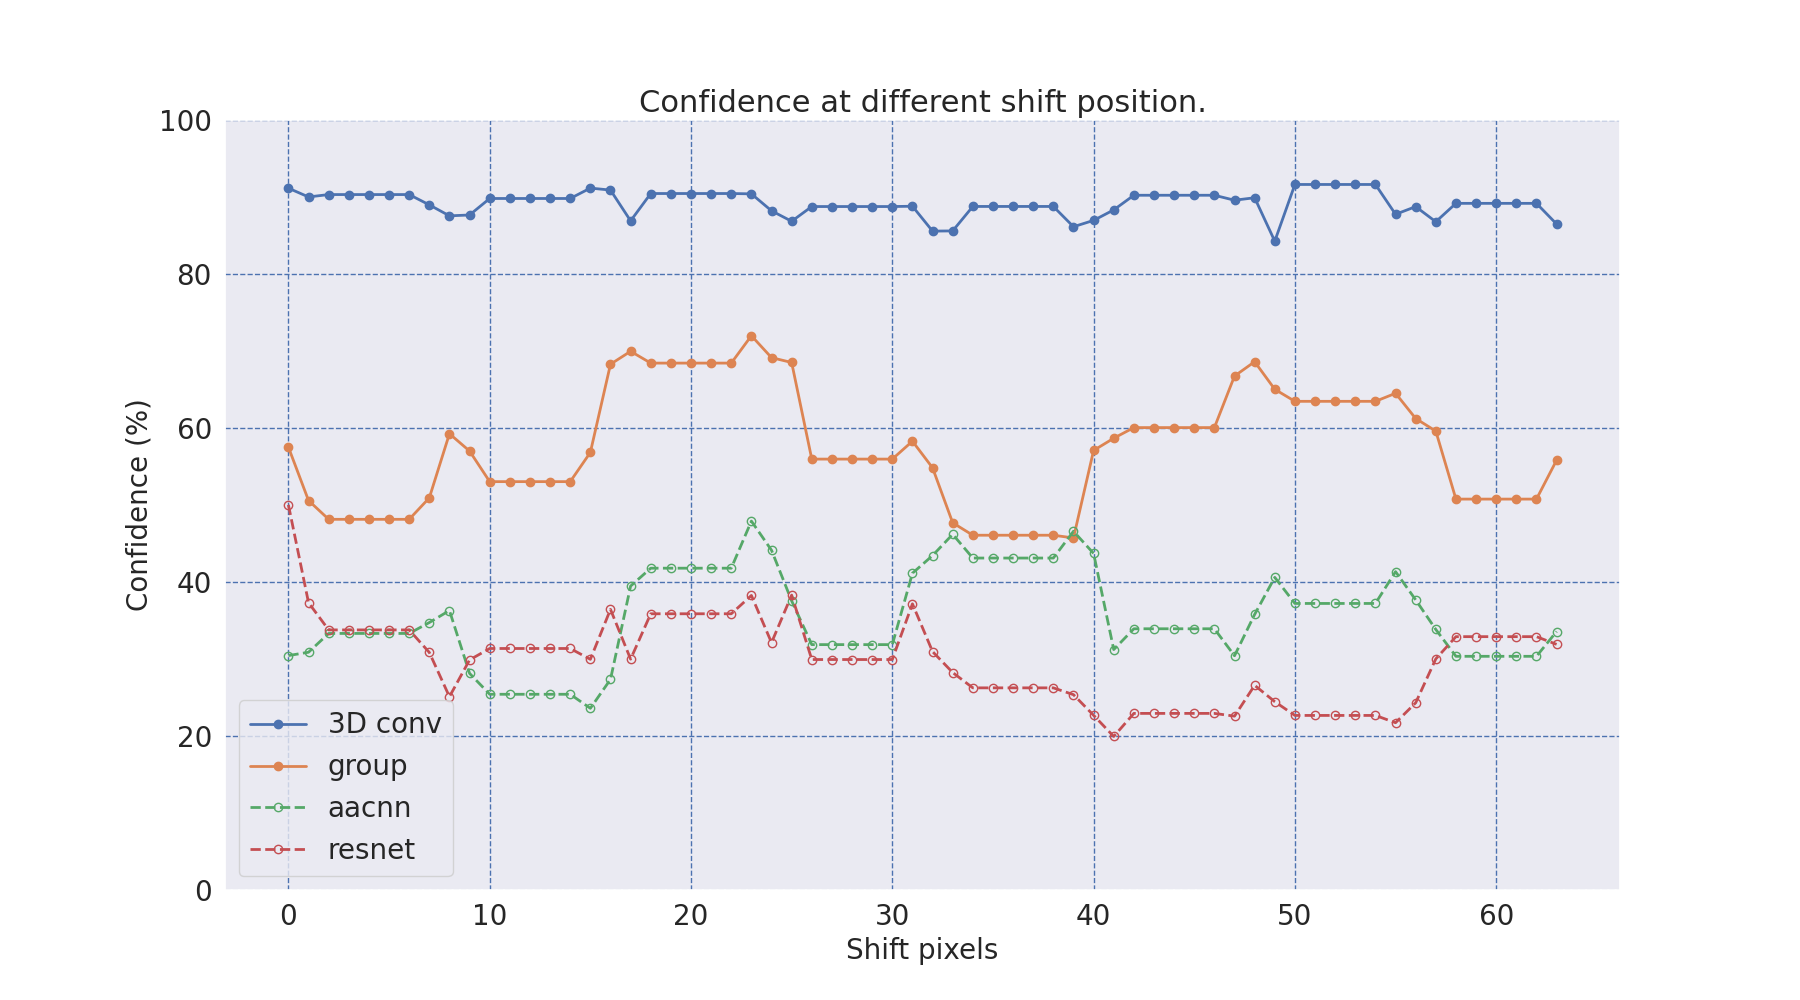 Confidence at different shift position.
100
80
60
40
20
0
Confidence (%)
3D conv
group
aacnn
resnet
0 10 20 30 40 50 60
Shift pixels